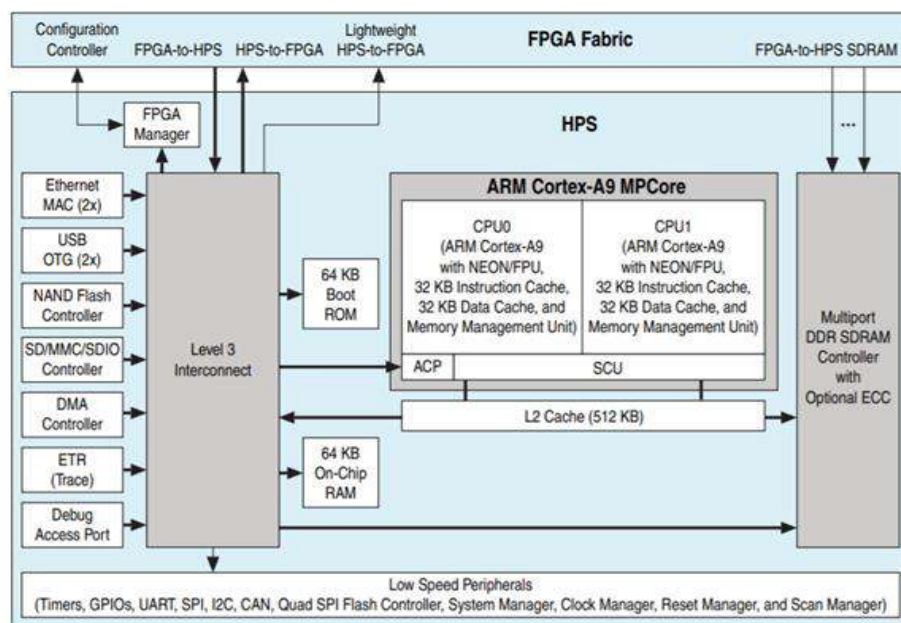 Configuration
Controller
FPGA-to-HPS
HPS-to-FPGA
Lightweight
HPS-to-FPGA
FPGA Fabric
FPGA-to-HPS SDRAM
FPGA
Manager
HPS
...
Ethernet
MAC (2x)
USB
OTG (2x)
NAND Flash
Controller
SD/MMC/SDIO
Controller
DMA
Controller
ETR
(Trace)
Debug
Access Port
Level 3
Interconnect
64 KB
Boot
ROM
64 KB
On-Chip
RAM
ARM Cortex-A9 MPCore
CPU0
(ARM Cortex-A9
with NEON/FPU,
32 KB Instruction Cache,
32 KB Data Cache, and
Memory Management Unit)
CPU1
(ARM Cortex-A9
with NEON/FPU,
32 KB Instruction Cache,
32 KB Data Cache, and
Memory Management Unit)
ACP
SCU
L2 Cache (512 KB)
Multiport
DDR SDRAM
Controller
with
Optional ECC
Low Speed Peripherals
(Timers, GPIOs, UART, SPI, I2C, CAN, Quad SPI Flash Controller, System Manager, Clock Manager, Reset Manager, and Scan Manager)